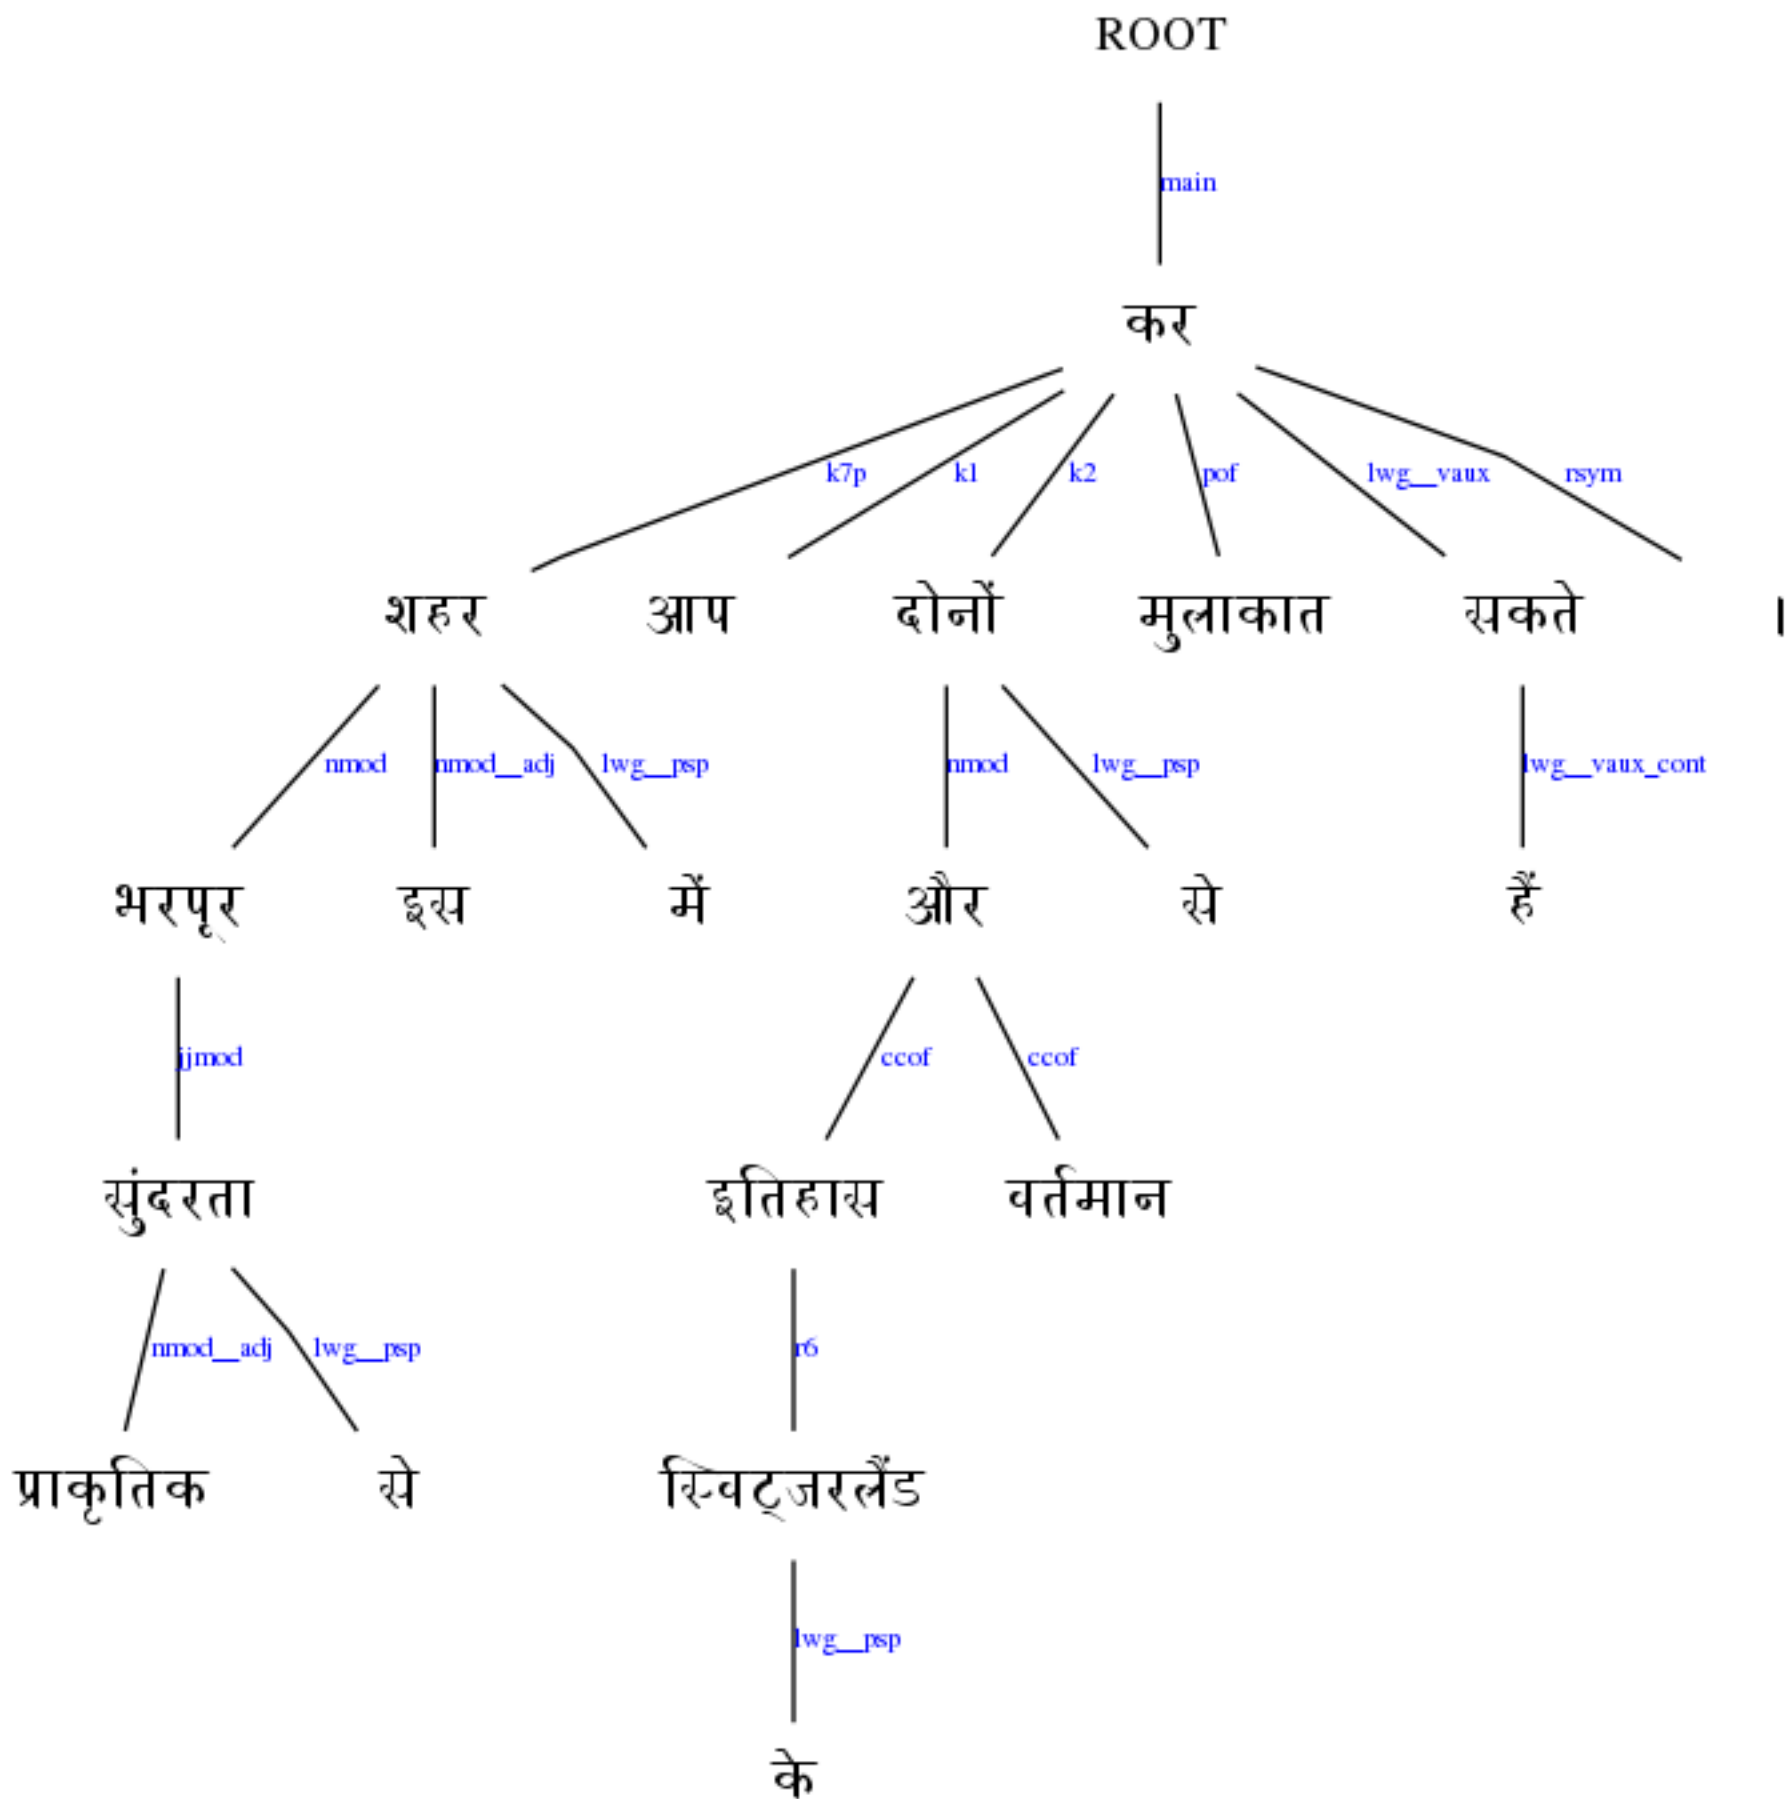 ROOT
main
कर
k7p k1 k2 pof lwg__vaux rsym
शहर आप दोनों मुलाकात सकते ।
nmod nmod__adj lwg__psp nmod lwg__psp lwg__vaux_cont
भरपूर इस में और से हैं
jjmod ccof ccof
सुंदरता इतिहास वर्तमान
nmod__adj lwg__psp r6
प्राकृतिक से स्विट्जरलैंड
lwg__psp
के